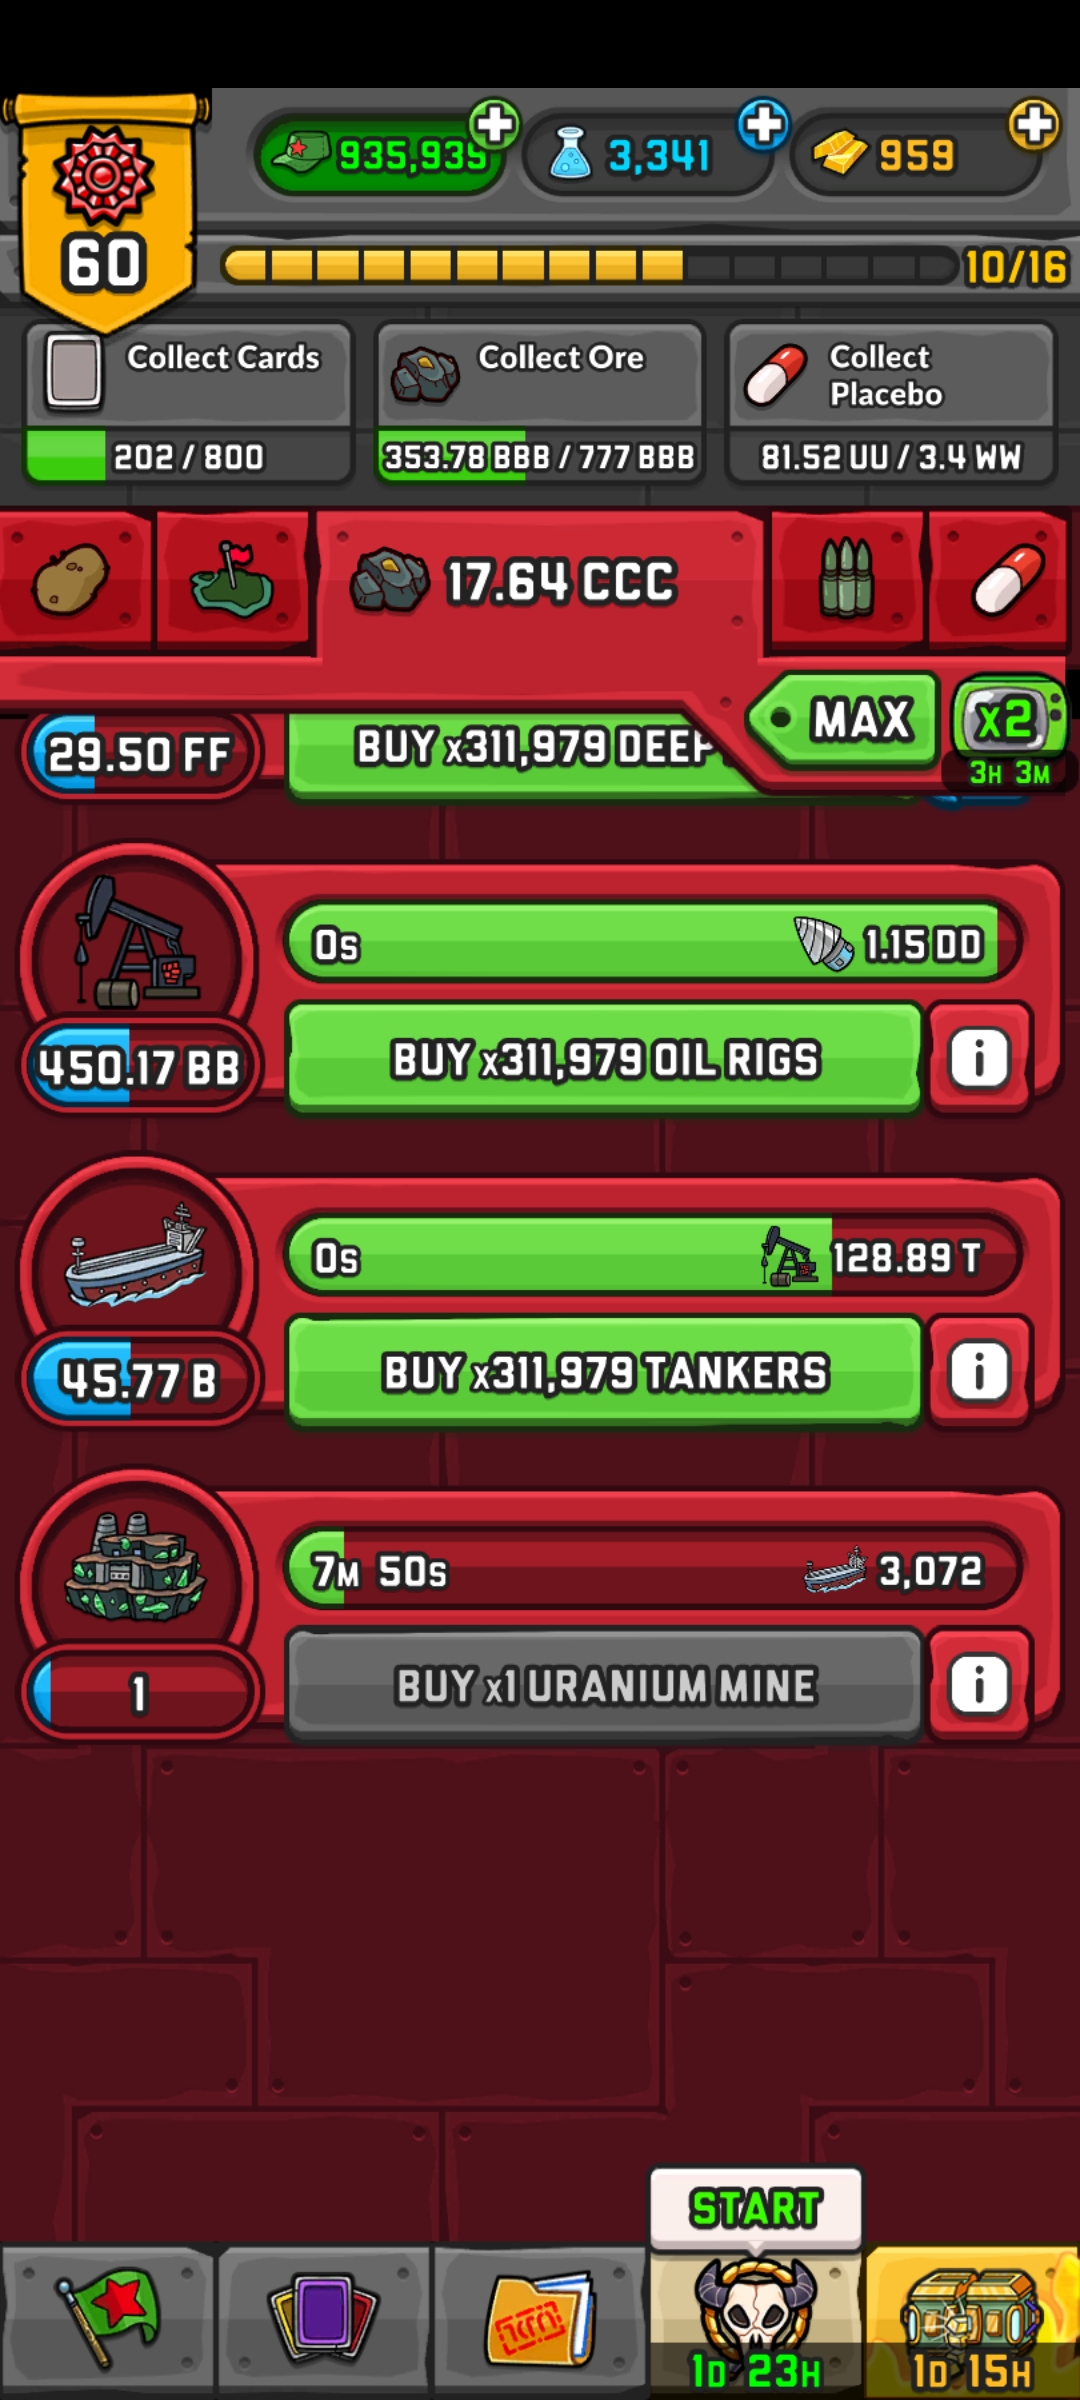 935,939
3,341
959
60
10/16
Collect Cards
202 / 800
Collect Ore
353.78 BBB / 777 BBB
Collect
Placebo
81.52 UU / 3.4 WW
17.64 CCC
MAX
x2
3H 3M
29.50 FF
BUY x311,979 DEEP
0s
1.15 DD
450.17 BB
BUY x311,979 OIL RIGS
i
0s
128.89 T
45.77 B
BUY x311,979 TANKERS
i
7M 50s
3,072
1
BUY x1 URANIUM MINE
i
START
1D 23H
1D 15H